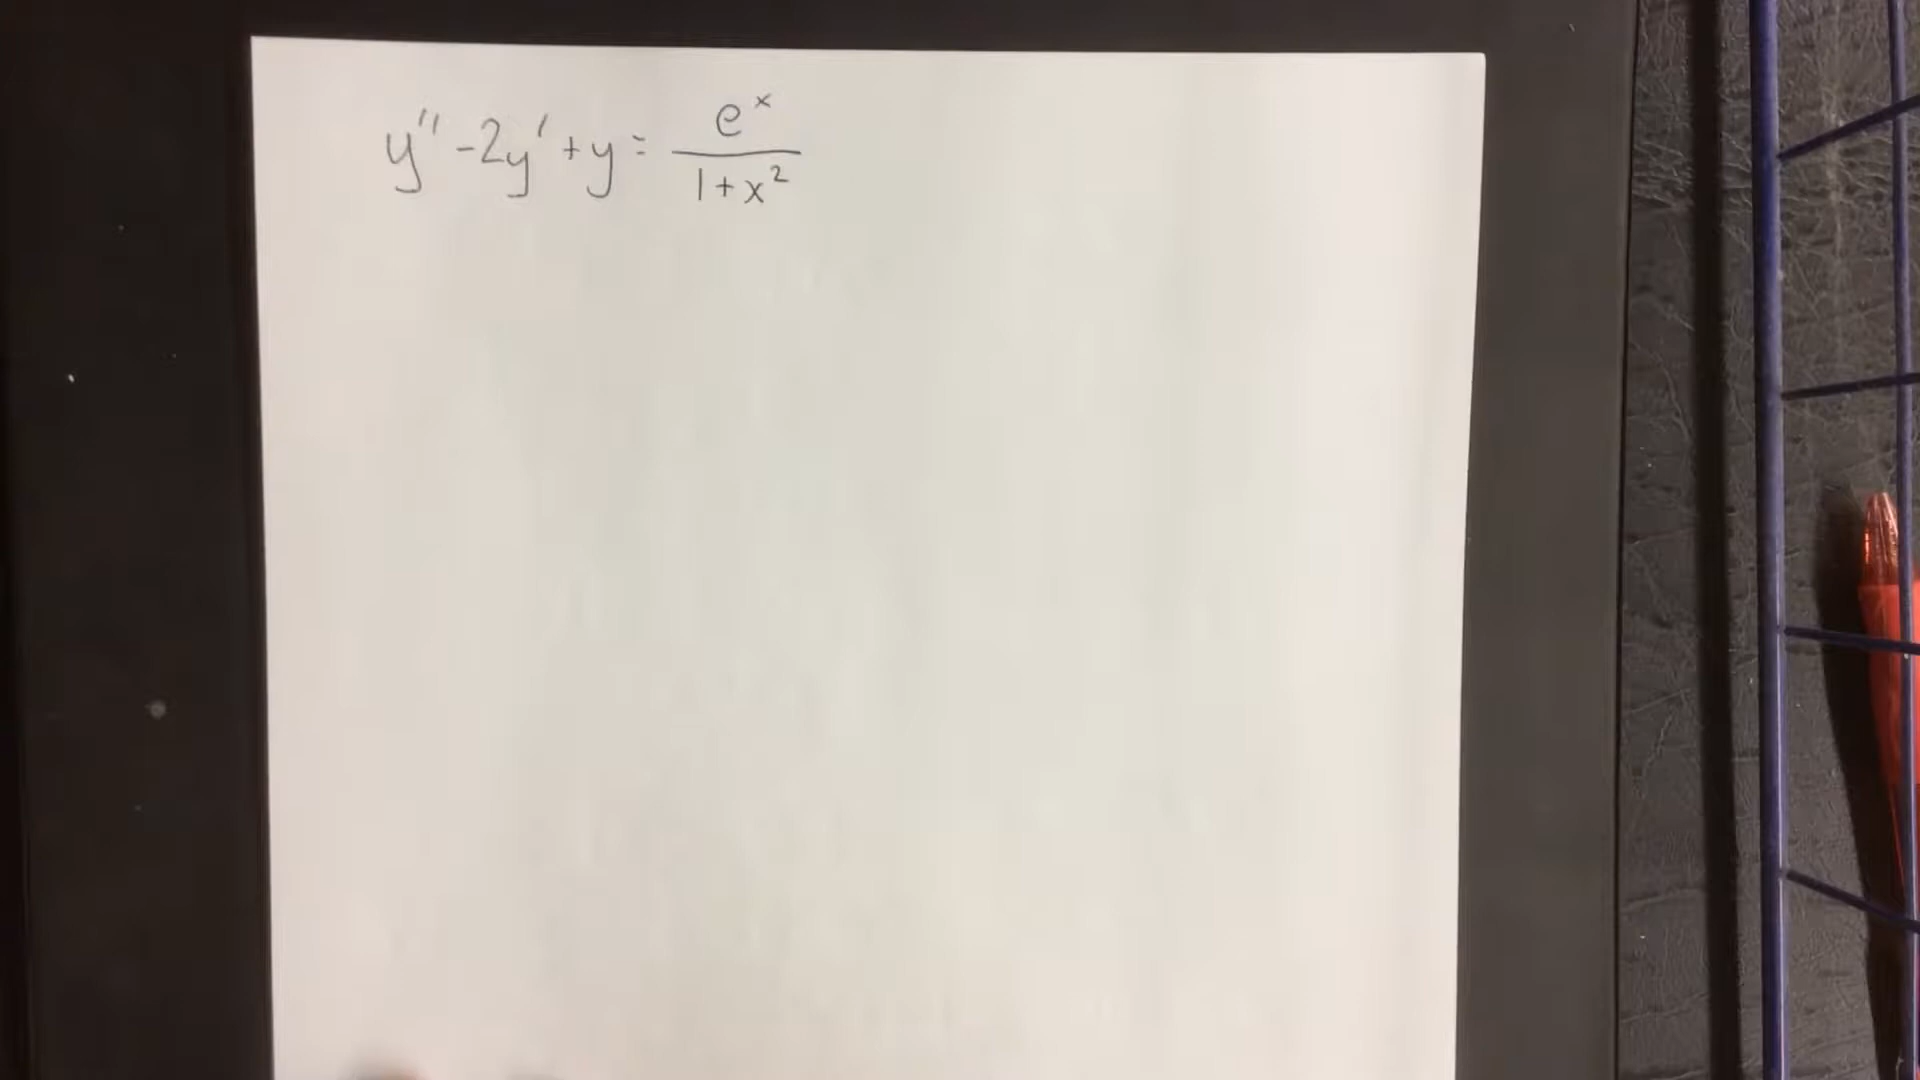 y'' - 2y' + y = e^x / (1 + x^2)